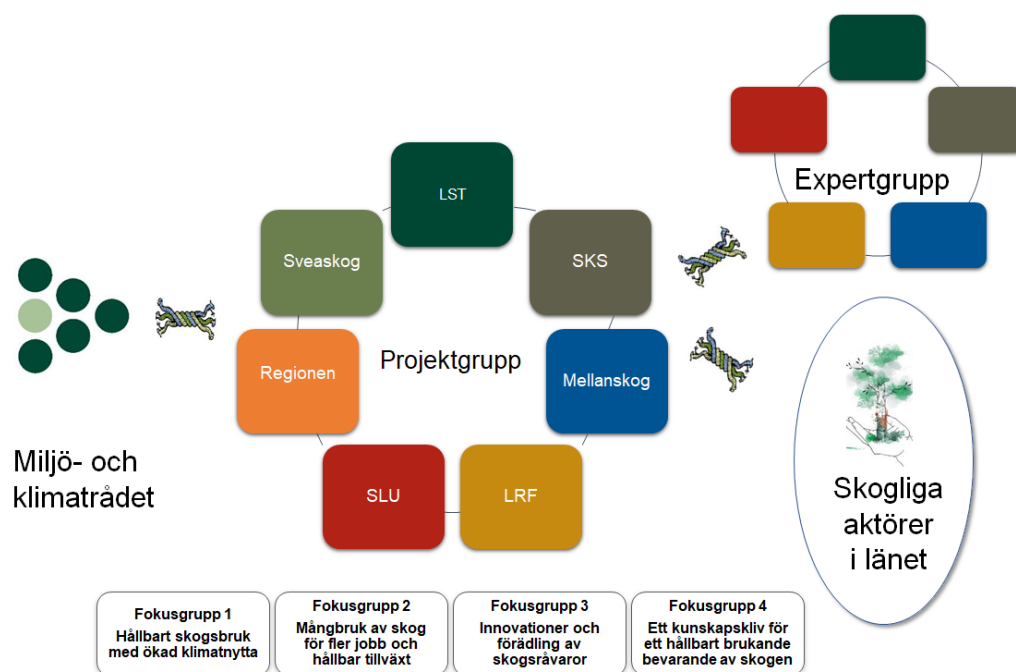 Expertgrupp
LST
Sveaskog
SKS
Regionen
Projektgrupp
Mellanskog
SLU
LRF
Miljö- och
klimatrådet
Skogliga
aktörer
i länet
Fokusgrupp 1
Hållbart skogsbruk
med ökad klimatnytta
Fokusgrupp 2
Mångbruk av skog
för fler jobb och
hållbar tillväxt
Fokusgrupp 3
Innovationer och
förädling av
skogsråvaror
Fokusgrupp 4
Ett kunskapskliv för
ett hållbart brukande
bevarande av skogen